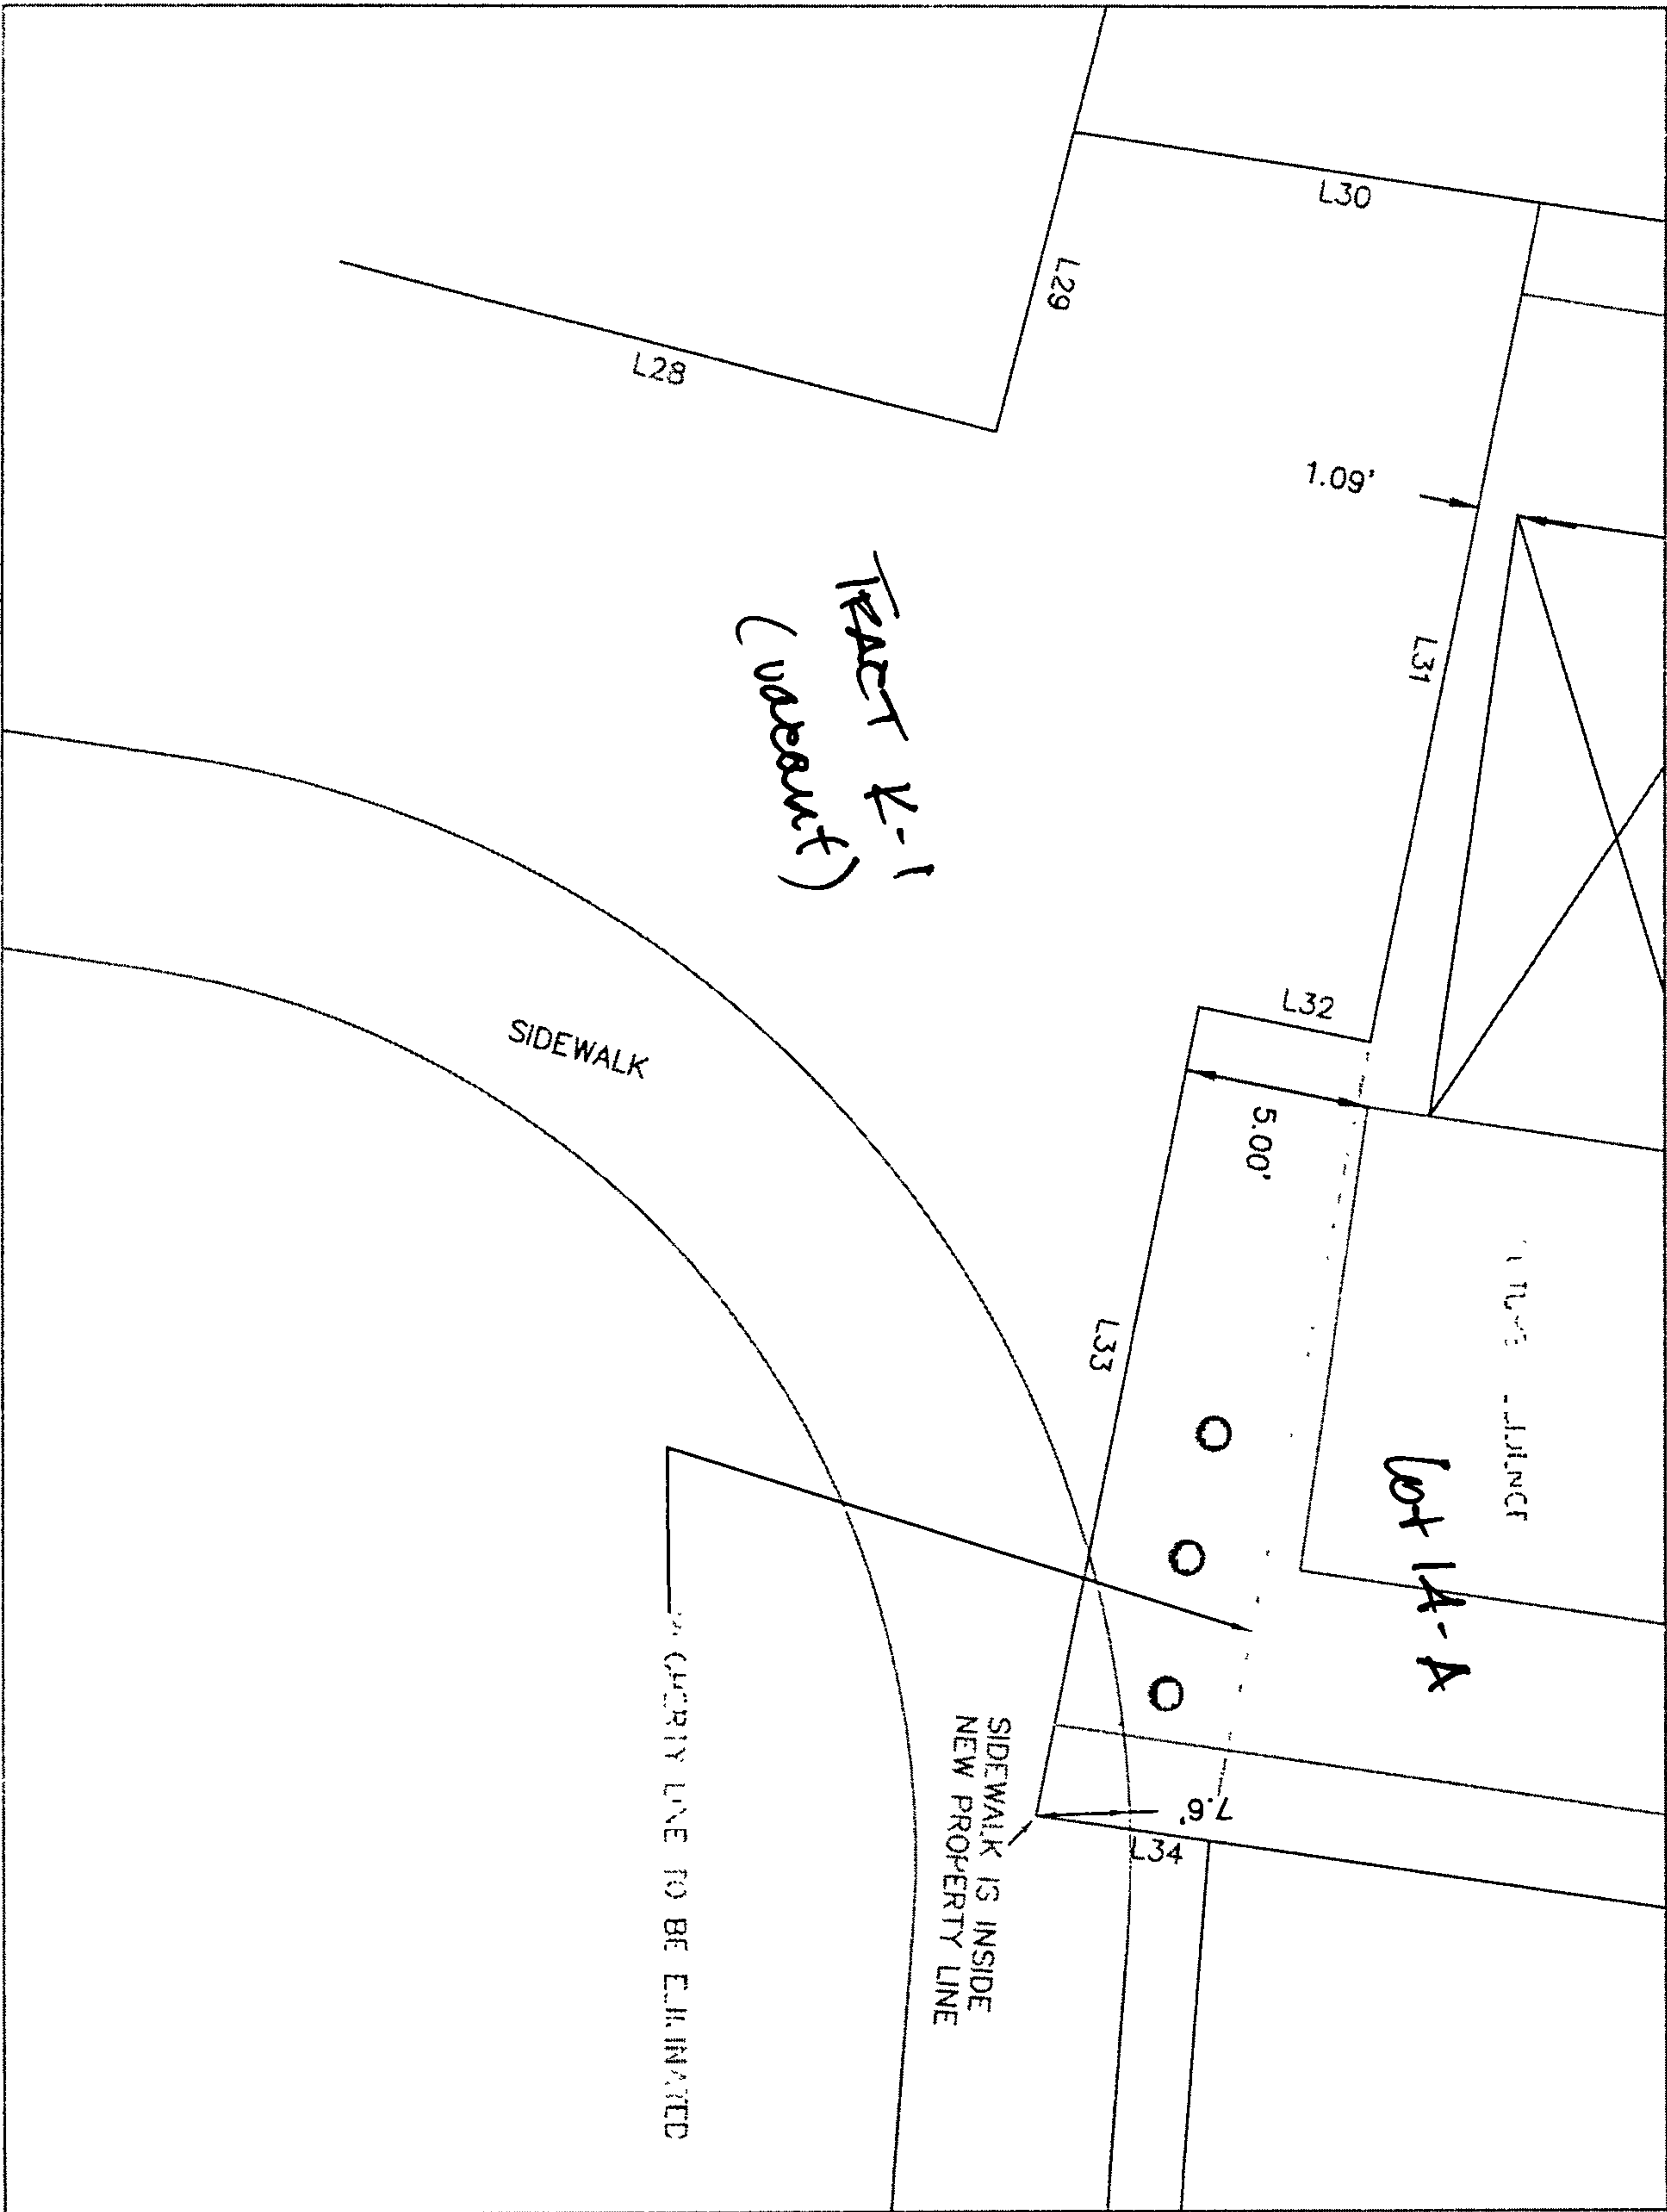 L30
L29
L28
1.09'
L31
TRACT K-1
(vacant)
L32
5.00'
SIDEWALK
L33
Lot 1A-A
7.6'
L34
SIDEWALK IS INSIDE
NEW PROPERTY LINE
PROPERTY LINE TO BE ELIMINATED